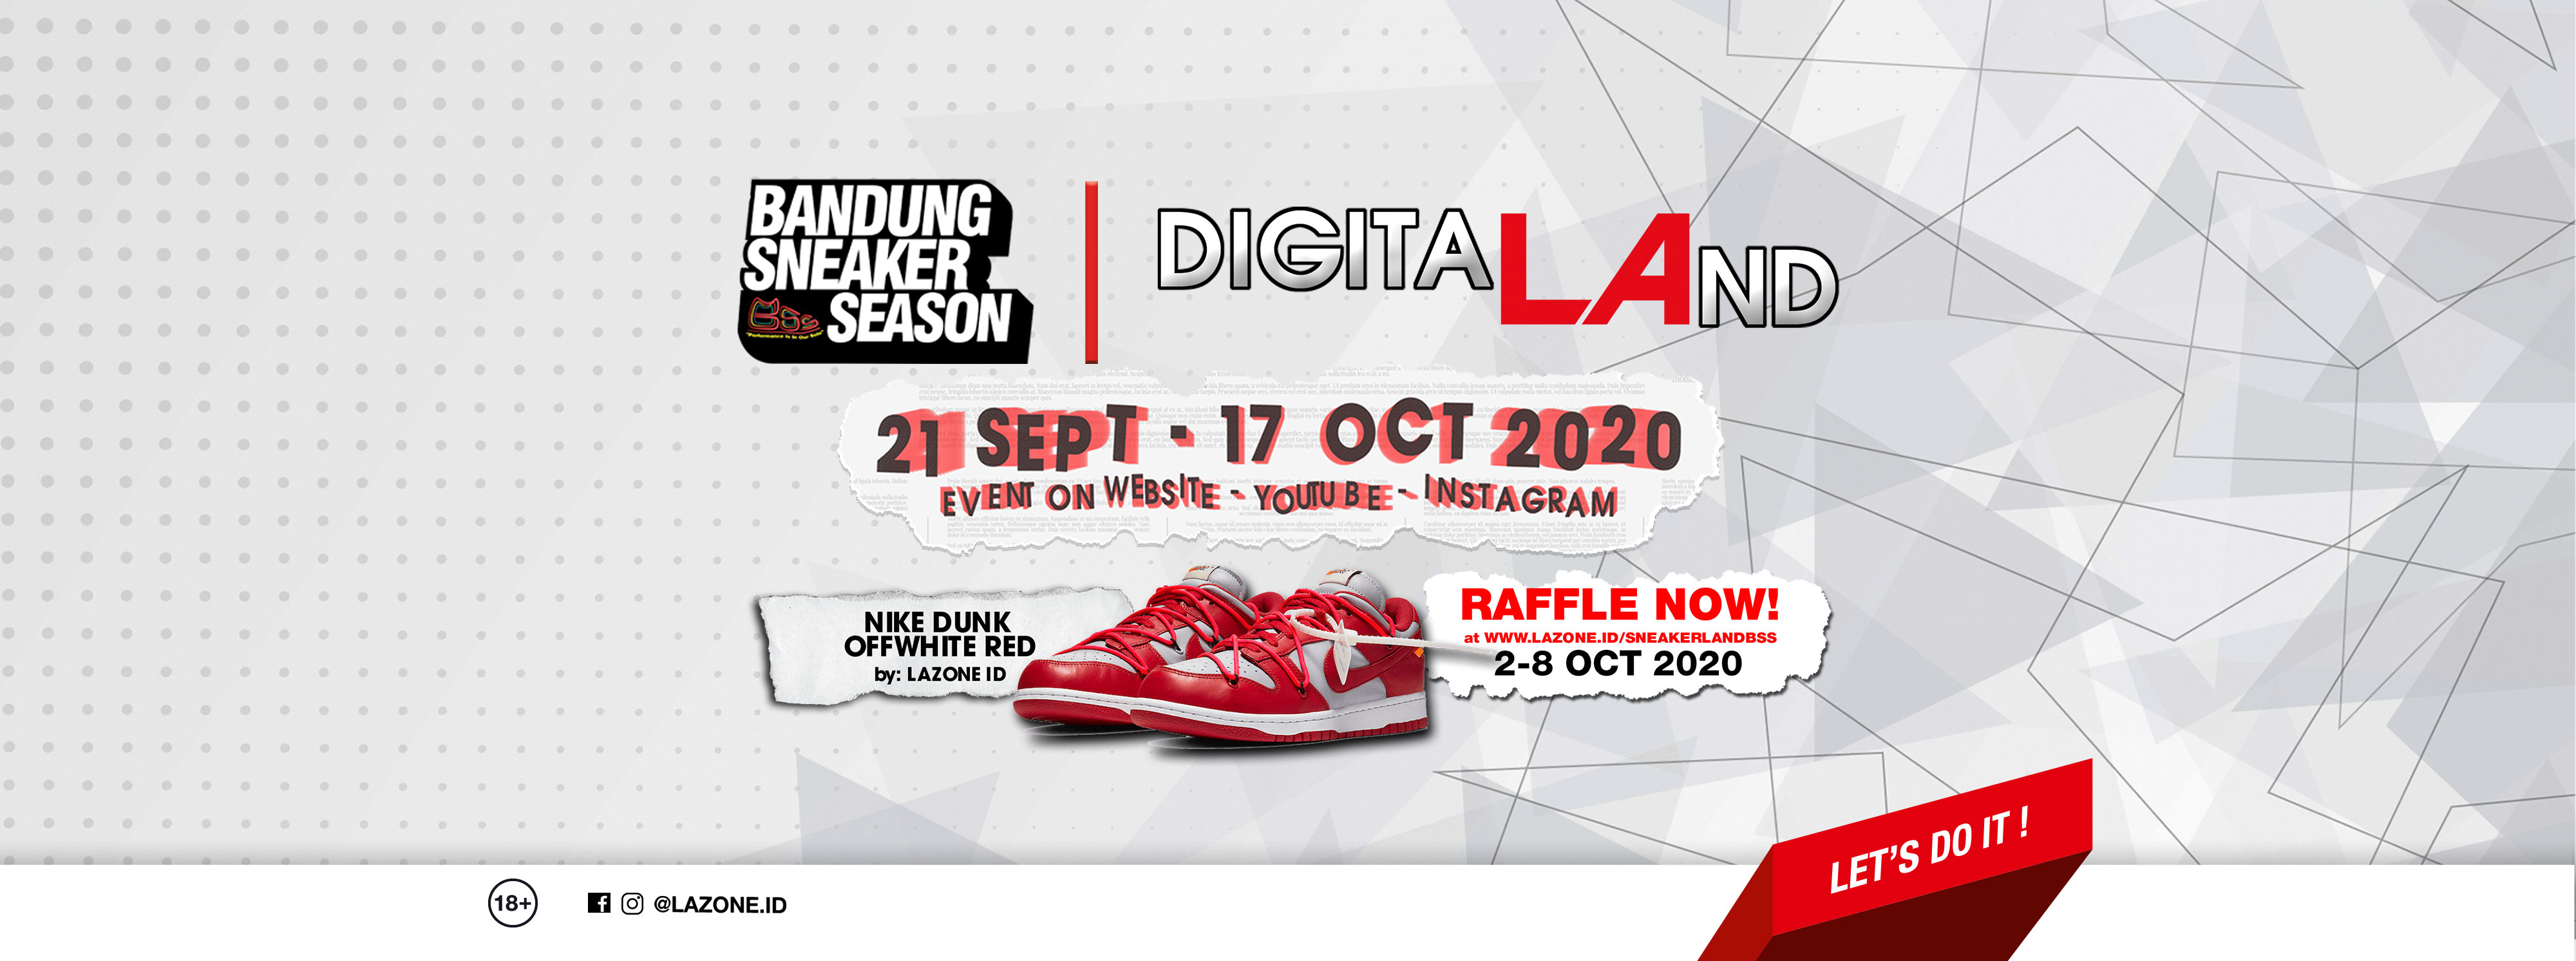 BANDUNG
SNEAKER
SEASON
DIGITALAND
21 SEPT - 17 OCT 2020
EVENT ON WEBSITE - YOUTUBE - INSTAGRAM
NIKE DUNK
OFFWHITE RED
by: LAZONE ID
RAFFLE NOW!
at WWW.LAZONE.ID/SNEAKERLANDBSS
2-8 OCT 2020
LET'S DO IT !
18+
@LAZONE.ID